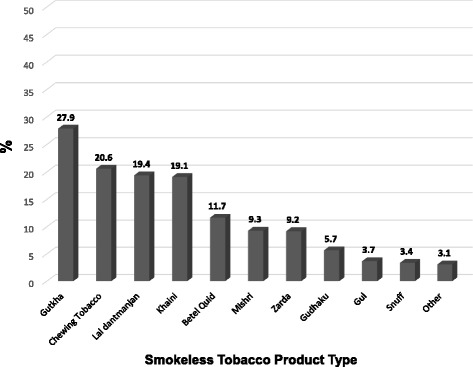 50
45
40
35
30
25
20
15
10
5
0
%
27.9
20.6
19.4
19.1
11.7
9.3
9.2
5.7
3.7
3.4
3.1
Gutkha
Chewing Tobacco
Lal dantmanjan
Khaini
Betel Quid
Mishri
Zarda
Gudhaku
Gul
Snuff
Other
Smokeless Tobacco Product Type